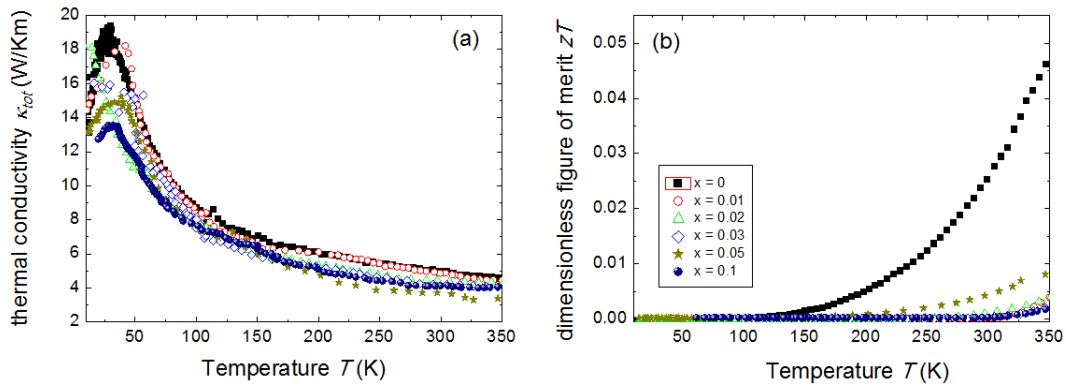 (a)
thermal conductivity κtot (W/Km)
20
18
16
14
12
10
8
6
4
2
50 100 150 200 250 300 350
Temperature T (K)
(b)
dimensionless figure of merit zT
0.05
0.04
0.03
0.02
0.01
0.00
x = 0
x = 0.01
x = 0.02
x = 0.03
x = 0.05
x = 0.1
50 100 150 200 250 300 350
Temperature T (K)